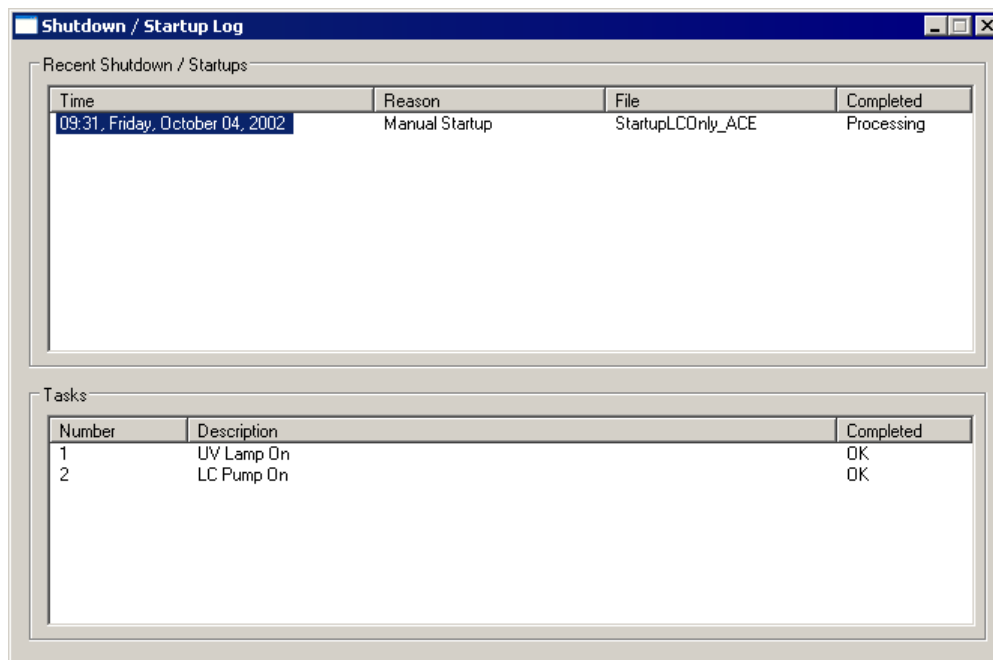 Shutdown / Startup Log
Recent Shutdown / Startups
Time Reason File Completed
09:31, Friday, October 04, 2002 Manual Startup StartupLCOnly_ACE Processing
Tasks
Number Description Completed
1 UV Lamp On OK
2 LC Pump On OK